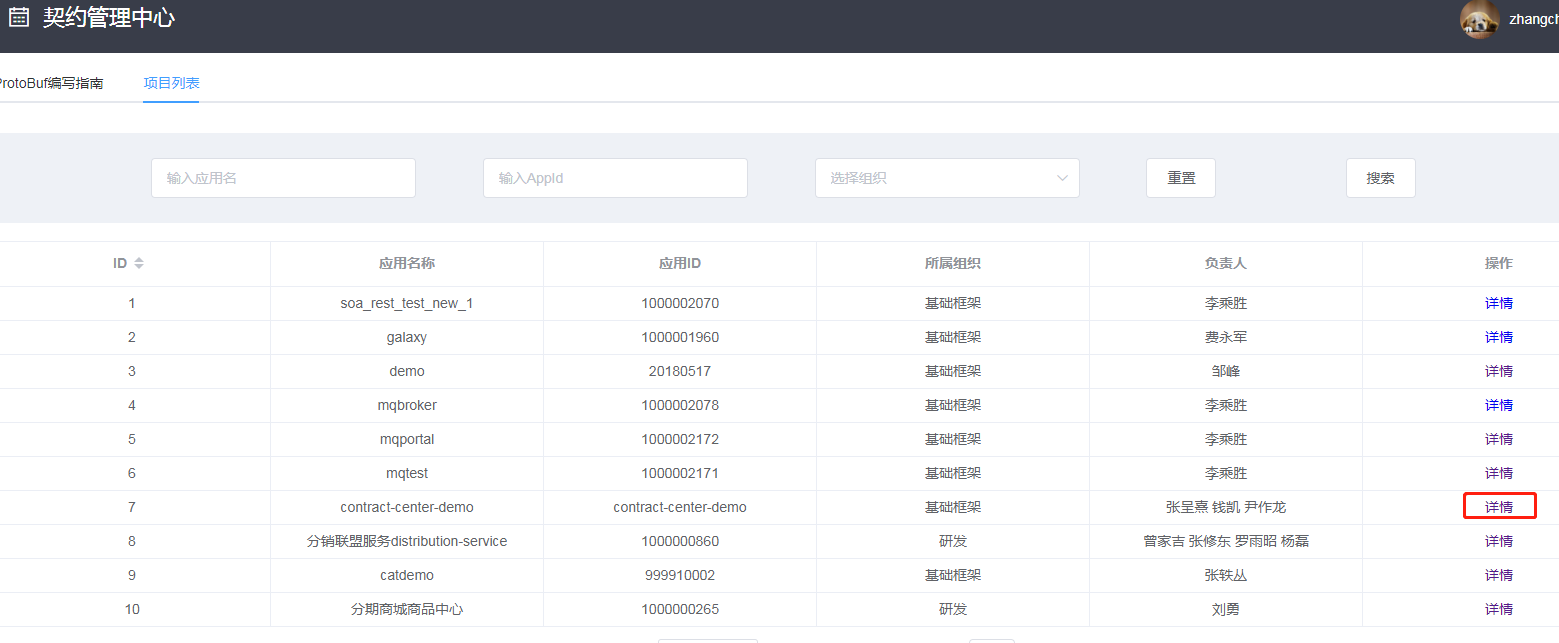 契约管理中心
zhangch
ProtoBuf编写指南 项目列表
输入应用名 输入AppId 选择组织 重置 搜索
ID 应用名称 应用ID 所属组织 负责人 操作
1 soa_rest_test_new_1 1000002070 基础框架 李乘胜 详情
2 galaxy 1000001960 基础框架 费永军 详情
3 demo 20180517 基础框架 邹峰 详情
4 mqbroker 1000002078 基础框架 李乘胜 详情
5 mqportal 1000002172 基础框架 李乘胜 详情
6 mqtest 1000002171 基础框架 李乘胜 详情
7 contract-center-demo contract-center-demo 基础框架 张呈熹 钱凯 尹作龙 详情
8 分销联盟服务distribution-service 1000000860 研发 曾家吉 张修东 罗雨昭 杨磊 详情
9 catdemo 999910002 基础框架 张轶丛 详情
10 分期商城商品中心 1000000265 研发 刘勇 详情